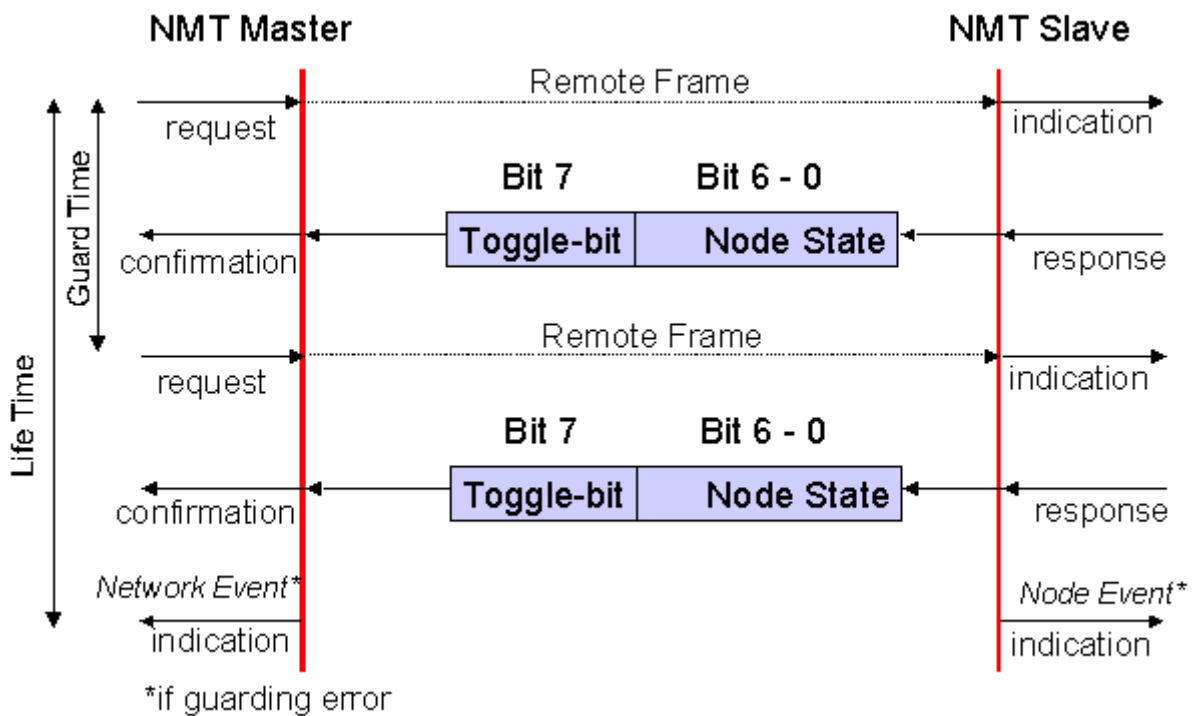 NMT Master
NMT Slave
Remote Frame
request
indication
Bit 7
Bit 6 - 0
Guard Time
Toggle-bit
Node State
confirmation
response
Remote Frame
request
indication
Life Time
Bit 7
Bit 6 - 0
Toggle-bit
Node State
confirmation
response
Network Event*
Node Event*
indication
indication
*if guarding error